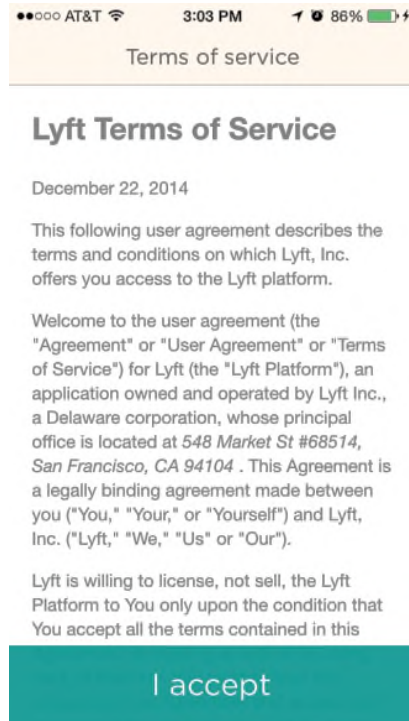 AT&T 3:03 PM 86%
Terms of service
Lyft Terms of Service
December 22, 2014
This following user agreement describes the
terms and conditions on which Lyft, Inc.
offers you access to the Lyft platform.
Welcome to the user agreement (the
"Agreement" or "User Agreement" or "Terms
of Service") for Lyft (the "Lyft Platform"), an
application owned and operated by Lyft Inc.,
a Delaware corporation, whose principal
office is located at 548 Market St #68514,
San Francisco, CA 94104 . This Agreement is
a legally binding agreement made between
you ("You," "Your," or "Yourself") and Lyft,
Inc. ("Lyft," "We," "Us" or "Our").
Lyft is willing to license, not sell, the Lyft
Platform to You only upon the condition that
You accept all the terms contained in this
I accept